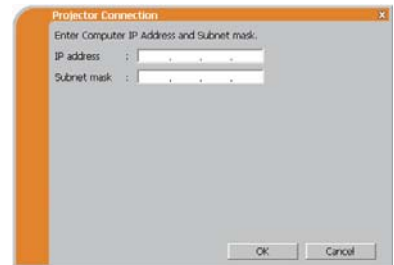 Projector Connection x
Enter Computer IP Address and Subnet mask.
IP address : . . .
Subnet mask : . . .
OK Cancel